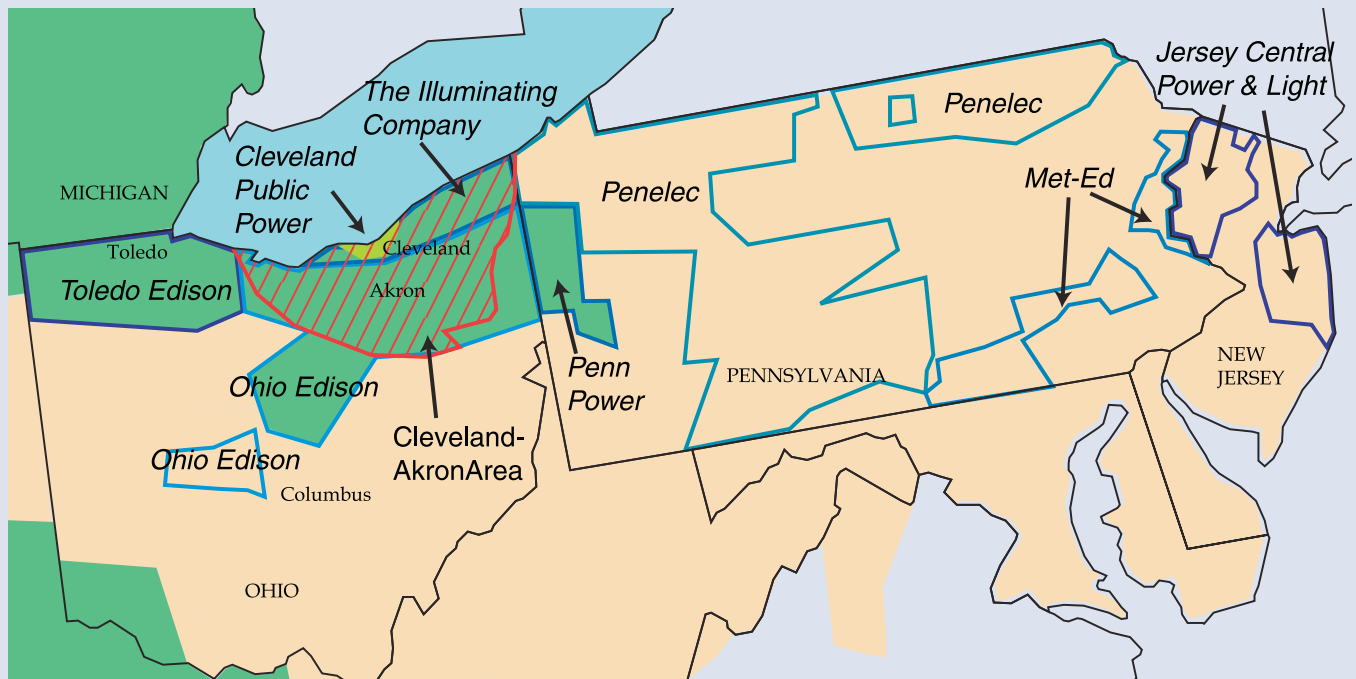 Jersey Central
Power & Light
The Illuminating
Company
Penelec
Cleveland
Public
Power
Met-Ed
MICHIGAN
Penelec
Toledo
Cleveland
Toledo Edison
Akron
Penn
Power
NEW
JERSEY
PENNSYLVANIA
Ohio Edison
Cleveland-
AkronArea
Ohio Edison
Columbus
OHIO